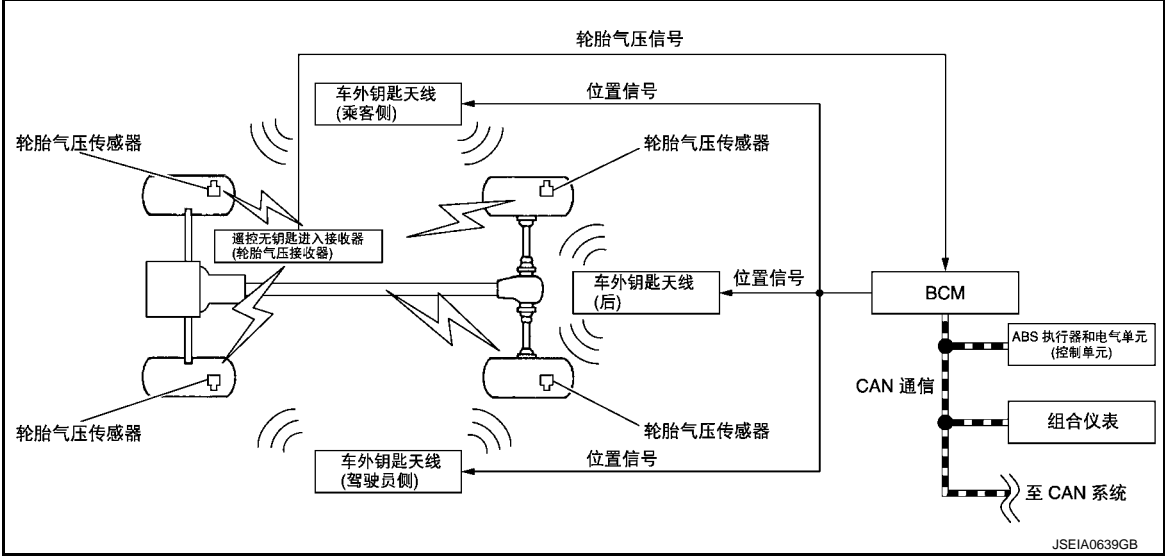 轮胎气压信号
车外钥匙天线
(乘客侧)
位置信号
轮胎气压传感器
轮胎气压传感器
遥控无钥匙进入接收器
(轮胎气压接收器)
车外钥匙天线
(后)
位置信号
BCM
ABS 执行器和电气单元
(控制单元)
CAN 通信
组合仪表
轮胎气压传感器
轮胎气压传感器
车外钥匙天线
(驾驶员侧)
位置信号
至 CAN 系统
JSEIA0639GB